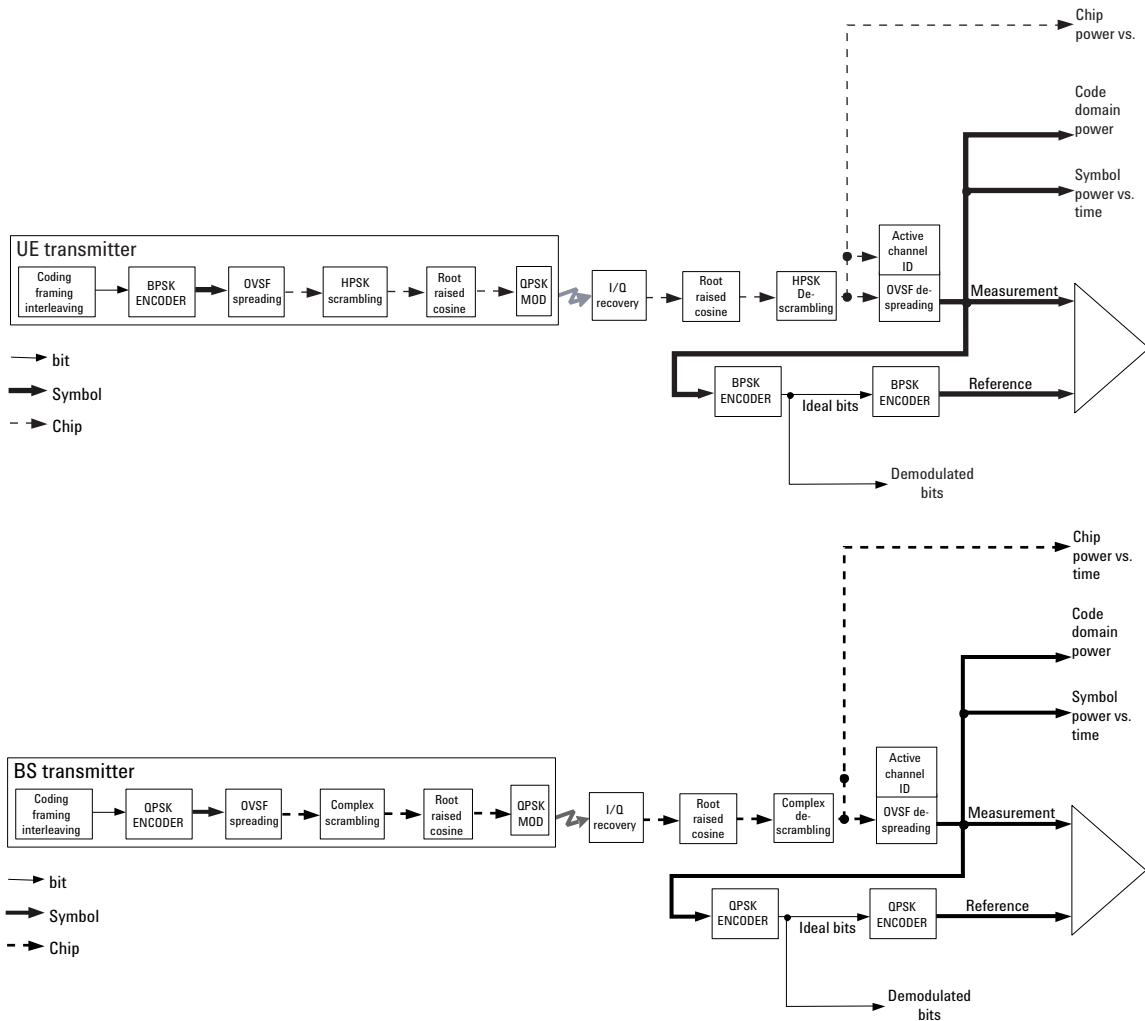 Chip
power vs.
Code
domain
power
Symbol
power vs.
time
UE transmitter
Coding
framing
interleaving
BPSK
ENCODER
OVSF
spreading
HPSK
scrambling
Root
raised
cosine
QPSK
MOD
I/Q
recovery
Root
raised
cosine
HPSK
De-
scrambling
Active
channel
ID
OVSF de-
spreading
Measurement
bit
Symbol
Chip
BPSK
ENCODER
Ideal bits
BPSK
ENCODER
Reference
Demodulated
bits
Chip
power vs.
time
Code
domain
power
Symbol
power vs.
time
BS transmitter
Coding
framing
interleaving
QPSK
ENCODER
OVSF
spreading
Complex
scrambling
Root
raised
cosine
QPSK
MOD
I/Q
recovery
Root
raised
cosine
Complex
de-
scrambling
Active
channel
ID
OVSF de-
spreading
Measurement
bit
Symbol
Chip
QPSK
ENCODER
Ideal bits
QPSK
ENCODER
Reference
Demodulated
bits